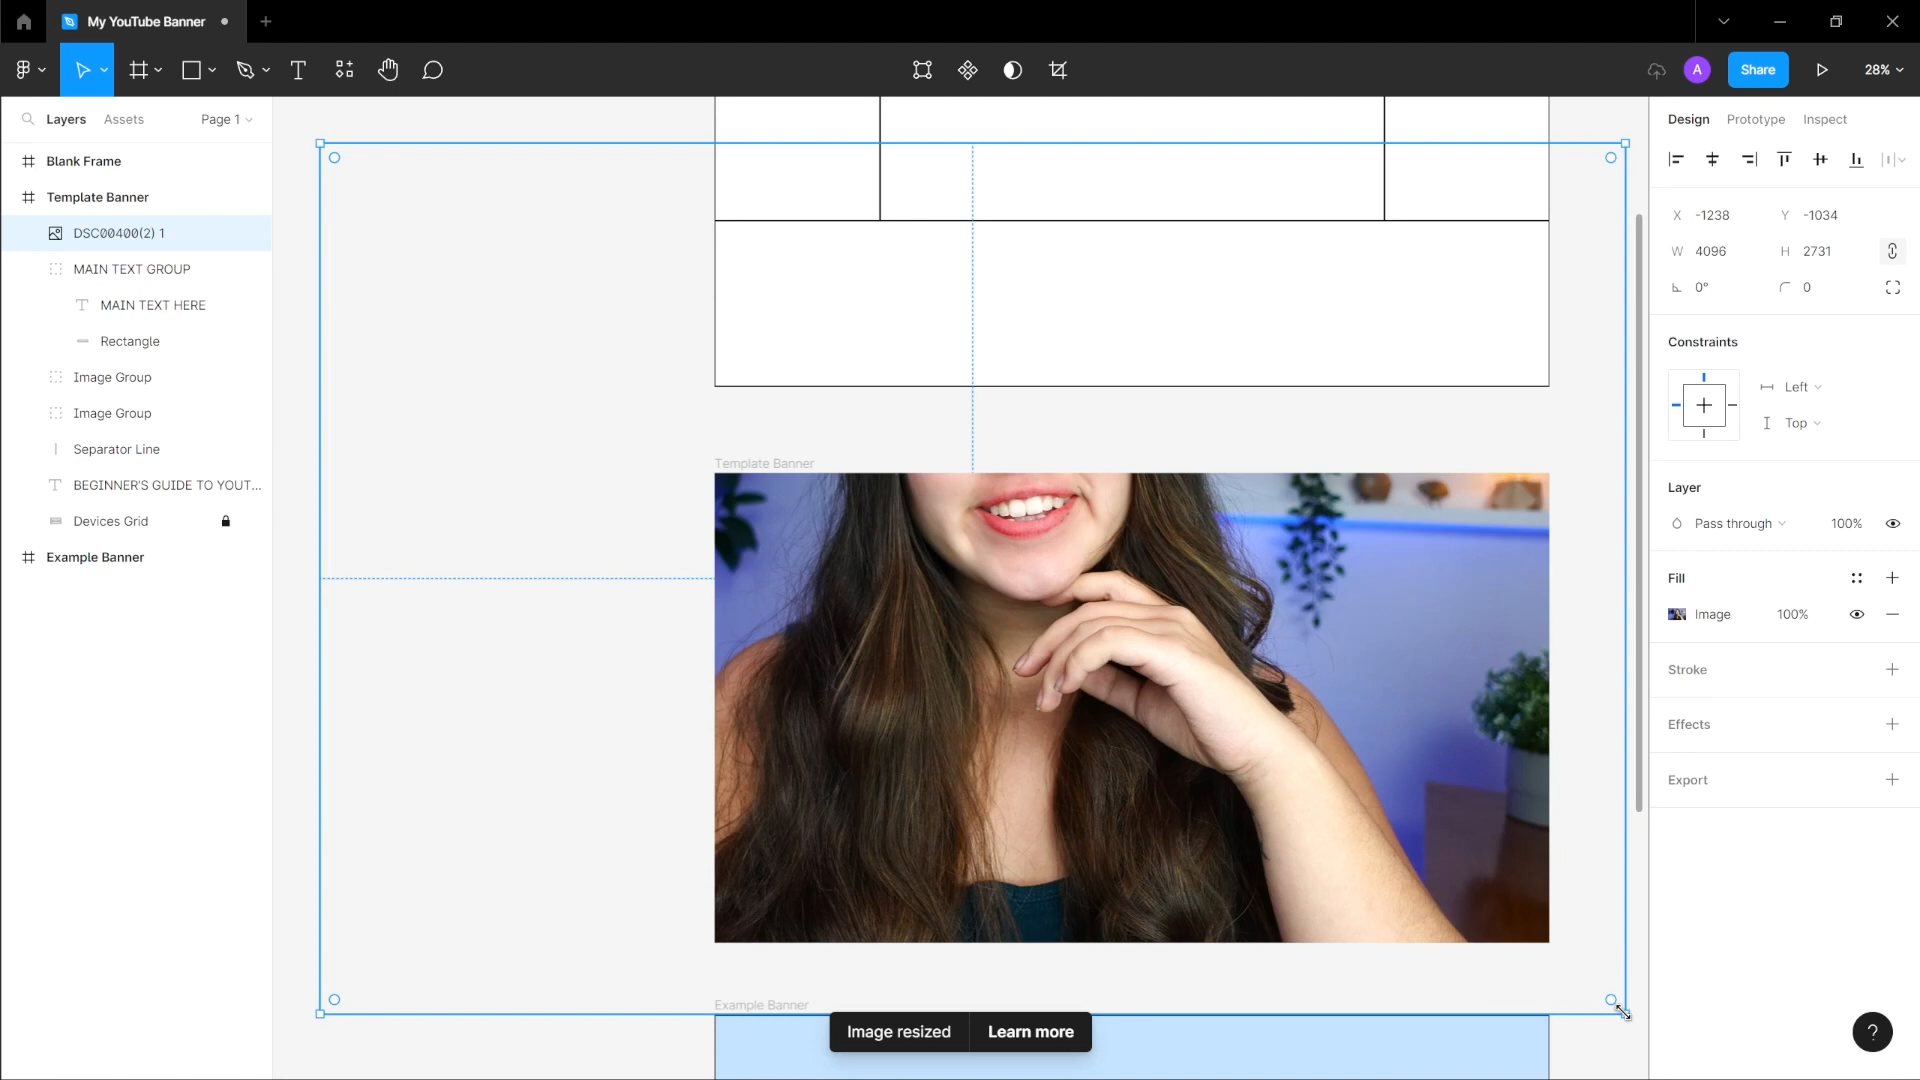 My YouTube Banner
A
Share
28%
Layers
Assets
Page 1
Design
Prototype
Inspect
Blank Frame
Template Banner
DSC00400(2) 1
MAIN TEXT GROUP
MAIN TEXT HERE
Rectangle
Image Group
Image Group
Separator Line
BEGINNER'S GUIDE TO YOUT...
Devices Grid
Example Banner
Template Banner
Example Banner
Image resized
Learn more
X -1238 Y -1034
W 4096 H 2731
0° 0
Constraints
Left
Top
Layer
Pass through 100%
Fill
Image 100%
Stroke
Effects
Export
?